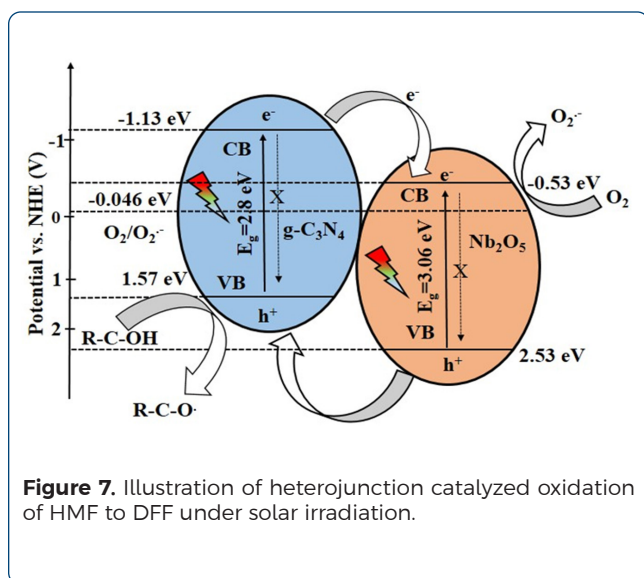 Potential vs. NHE (V)
-1
0
1
2
-1.13 eV
-0.046 eV
O₂/O₂·⁻
1.57 eV
R-C-OH
R-C-O·
e⁻
CB
Eg=2.8 eV
X
g-C₃N₄
VB
h⁺
e⁻
e⁻
CB
Eg=3.06 eV
X
Nb₂O₅
VB
h⁺
O₂·⁻
-0.53 eV
O₂
2.53 eV
Figure 7. Illustration of heterojunction catalyzed oxidation
of HMF to DFF under solar irradiation.